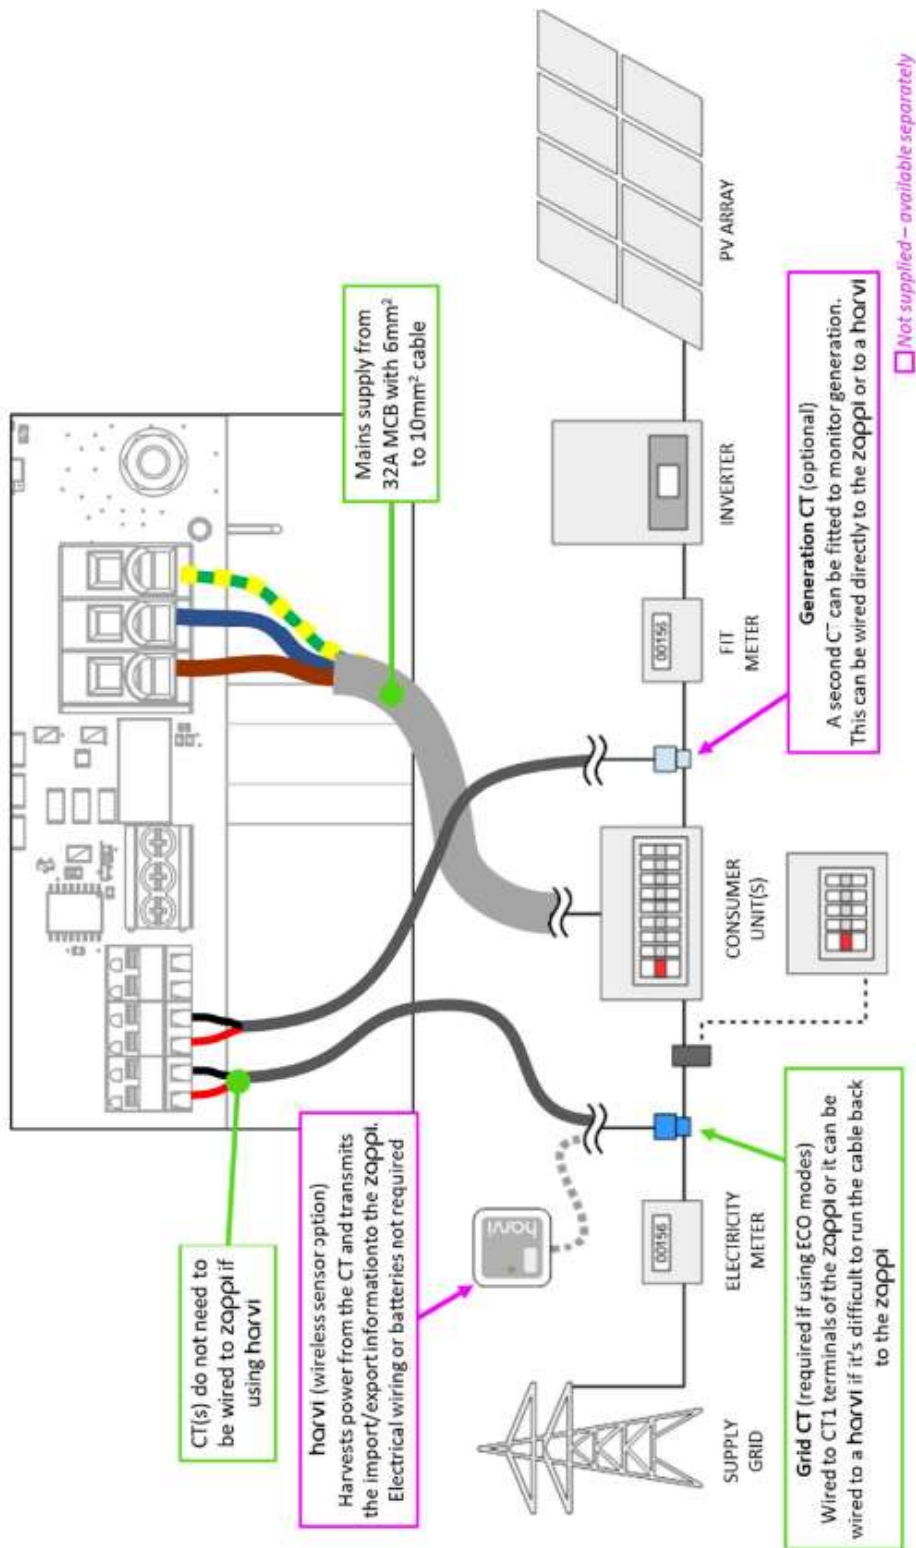 CT(s) do not need to
be wired to zappi if
using harvi
harvi (wireless sensor option)
Harvests power from the CT and transmits
the import/export information to the zappi.
Electrical wiring or batteries not required
Mains supply from
32A MCB with 6mm²
to 10mm² cable
harvi
SUPPLY
GRID
00156
ELECTRICITY
METER
CONSUMER
UNIT(S)
00156
FIT
METER
INVERTER
PV ARRAY
Grid CT (required if using ECO modes)
Wired to CT1 terminals of the zappi or it can be
wired to a harvi if it's difficult to run the cable back
to the zappi
Generation CT (optional)
A second CT can be fitted to monitor generation.
This can be wired directly to the zappi or to a harvi
Not supplied – available separately